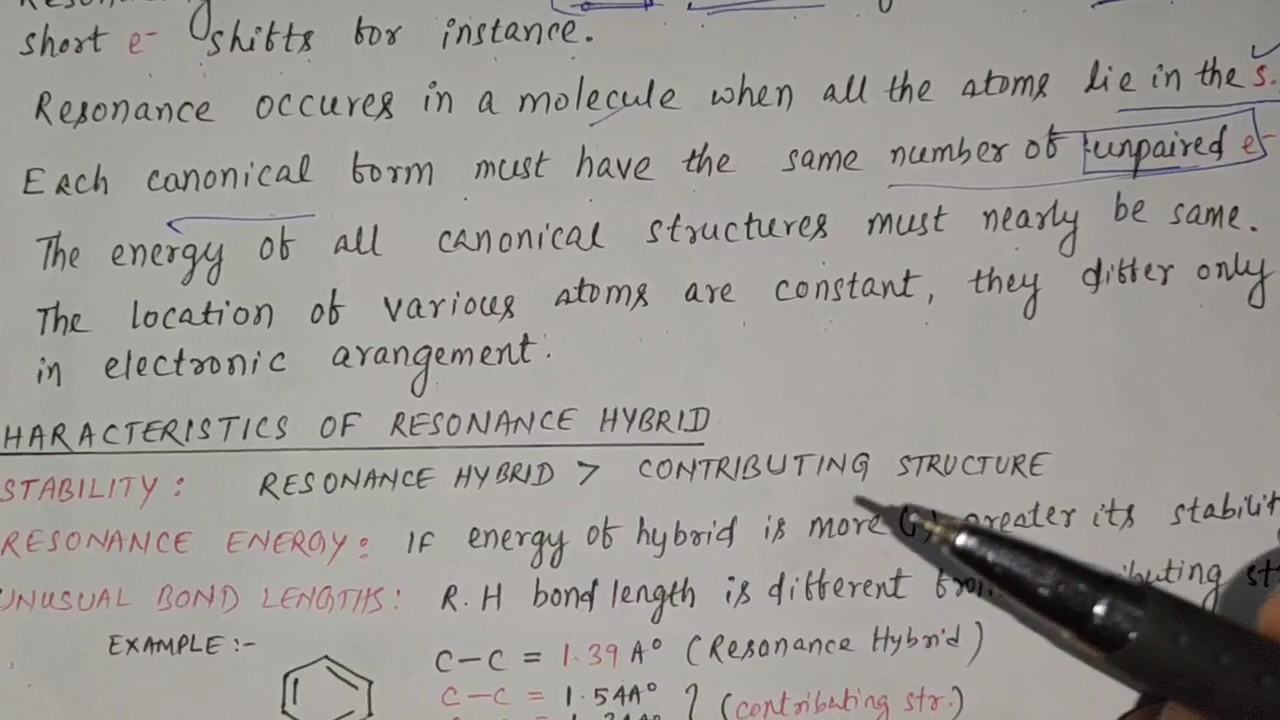 short e- shifts for instance.
Resonance occures in a molecule when all the atoms lie in the s.
Each canonical form must have the same number of unpaired e-
The energy of all canonical structures must nearly be same.
The location of various atoms are constant, they differ only
in electronic arangement.
HARACTERISTICS OF RESONANCE HYBRID
STABILITY: RESONANCE HYBRID > CONTRIBUTING STRUCTURE
RESONANCE ENERGY: IF energy of hybrid is more greater its stabilit
UNUSUAL BOND LENGTHS: R.H bond length is different ibuting st
EXAMPLE:-
C-C = 1.39 A° (Resonance Hybrid)
C-C = 1.54A° } (contributing str.)